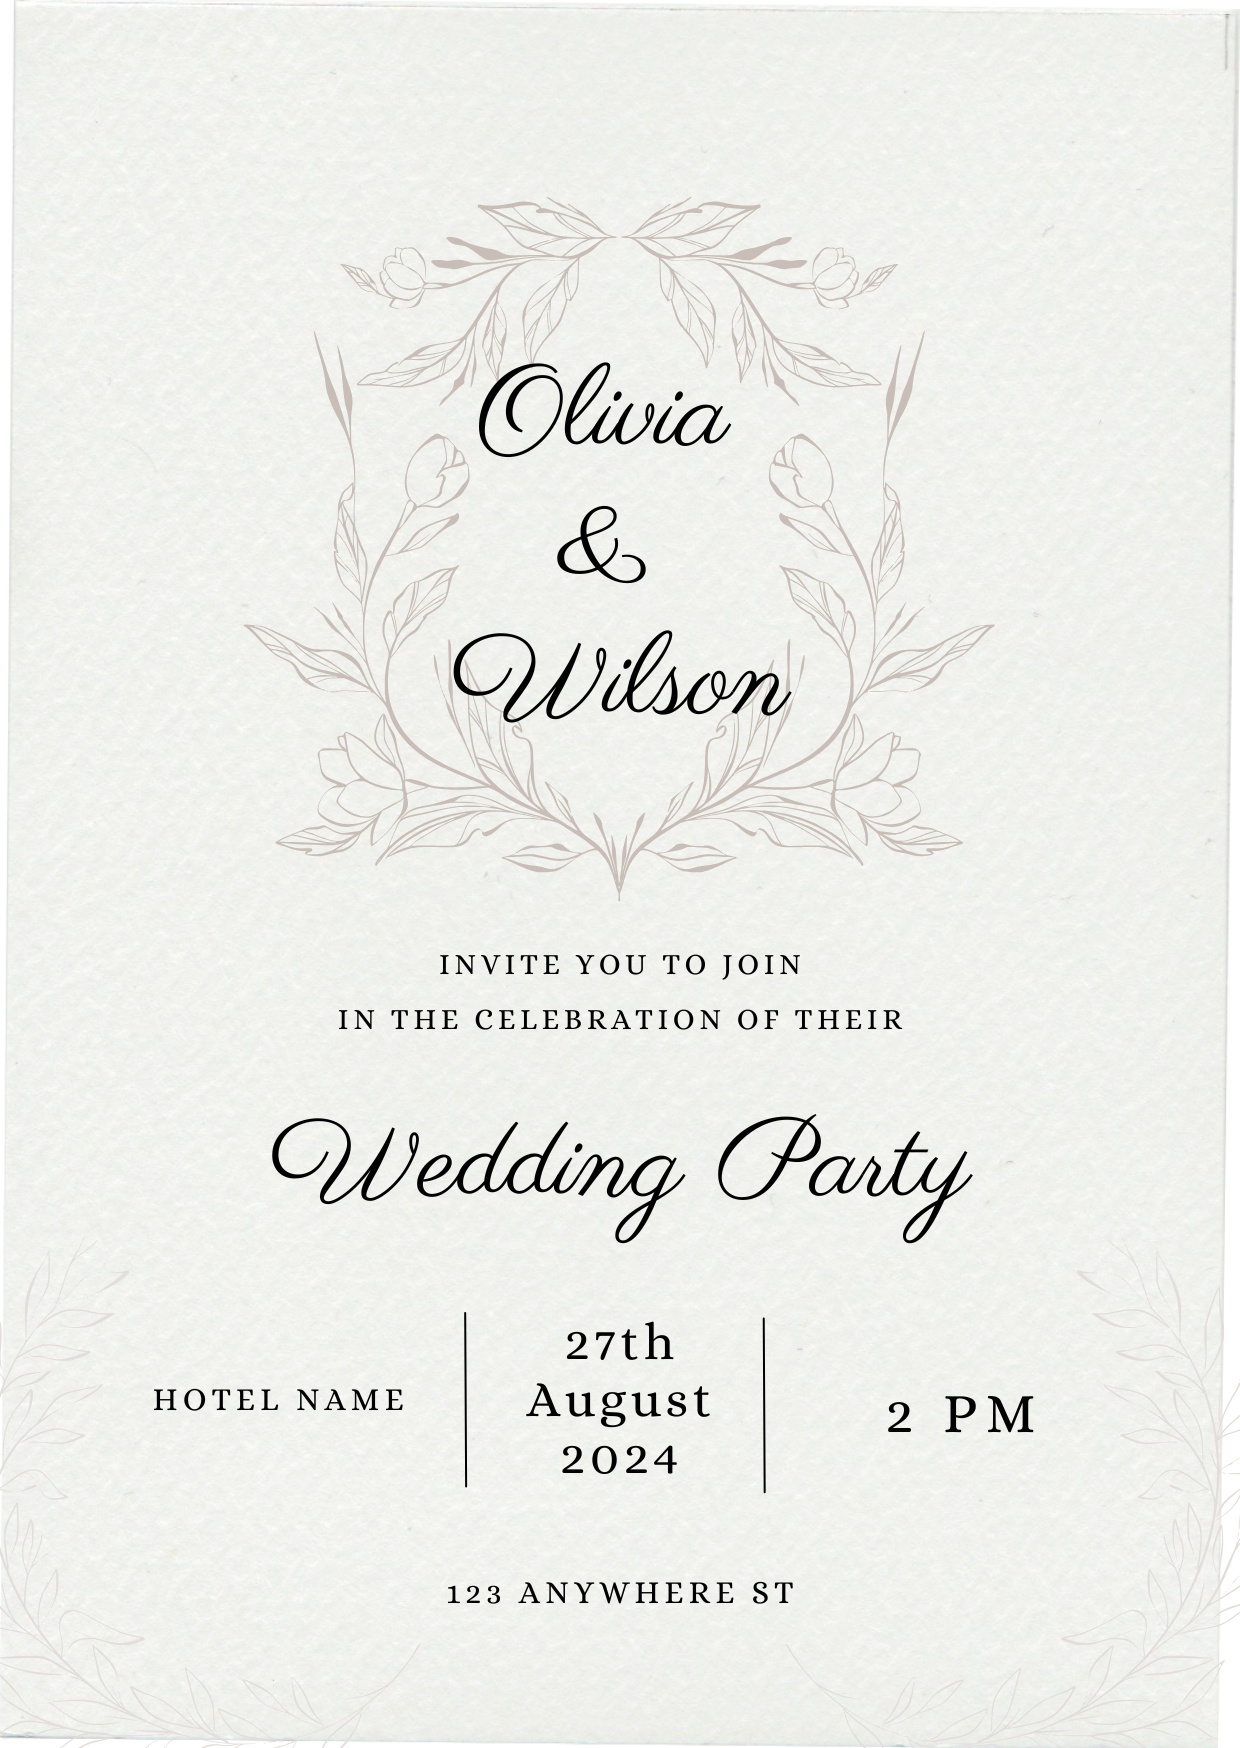 Olivia
&
Wilson
INVITE YOU TO JOIN
IN THE CELEBRATION OF THEIR
Wedding Party
HOTEL NAME
27th
August
2024
2 PM
123 ANYWHERE ST